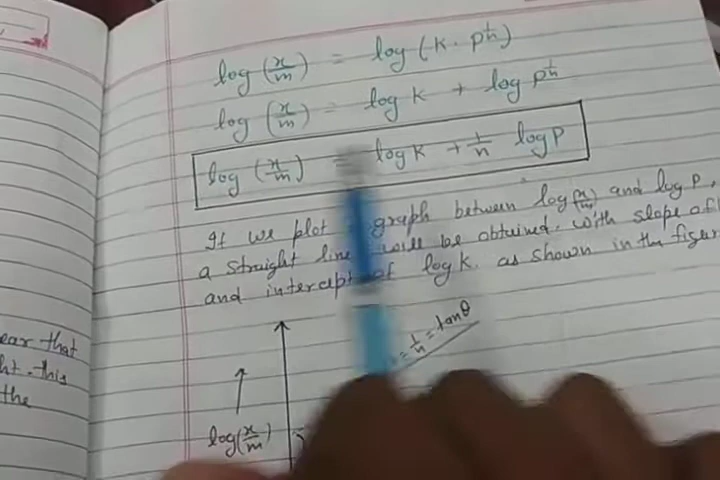 log (x/m) = log (K. P^1/n)
log (x/m) = log K + log P^1/n
log (x/m) = log K + 1/n log P
If we plot a graph between log(x/m) and log P,
a straight line will be obtained. with slope of
and intercept of log K. as shown in the figer
= 1/n = tanθ
log(x/m)
ear that
ht. this
the